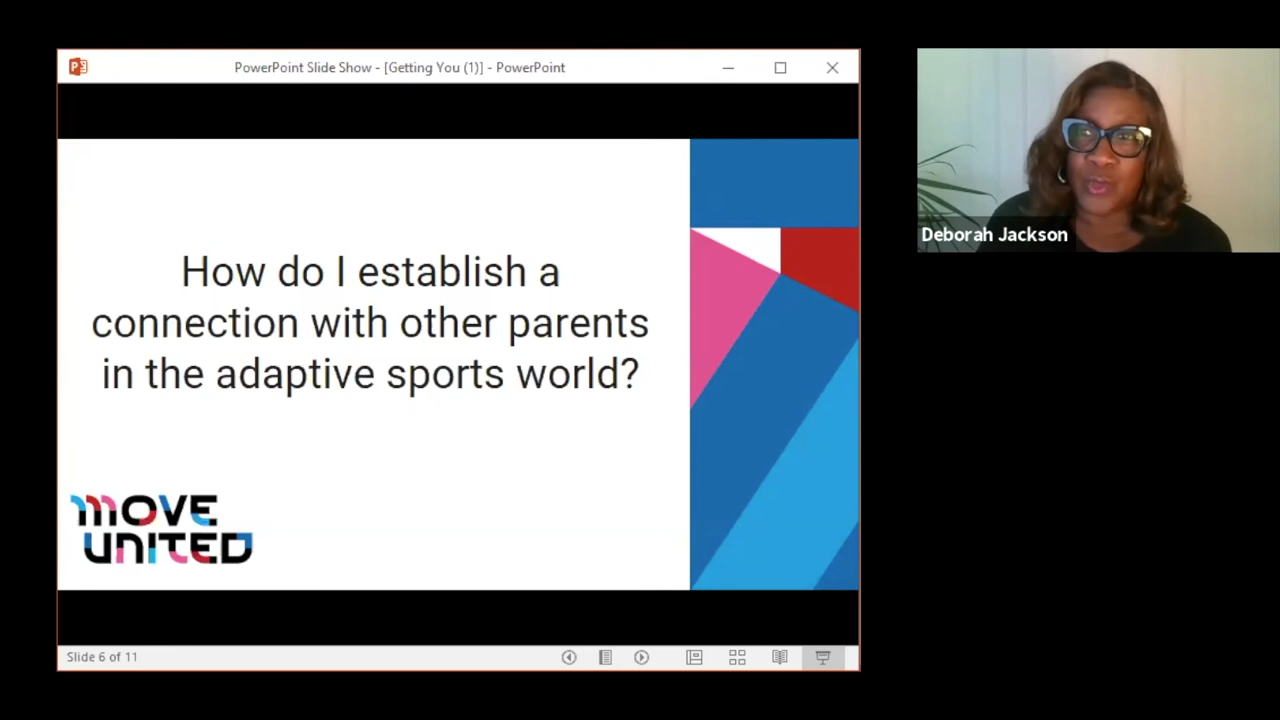 PowerPoint Slide Show - [Getting You (1)] - PowerPoint
How do I establish a
connection with other parents
in the adaptive sports world?
MOVE
UNITED
Slide 6 of 11
Deborah Jackson